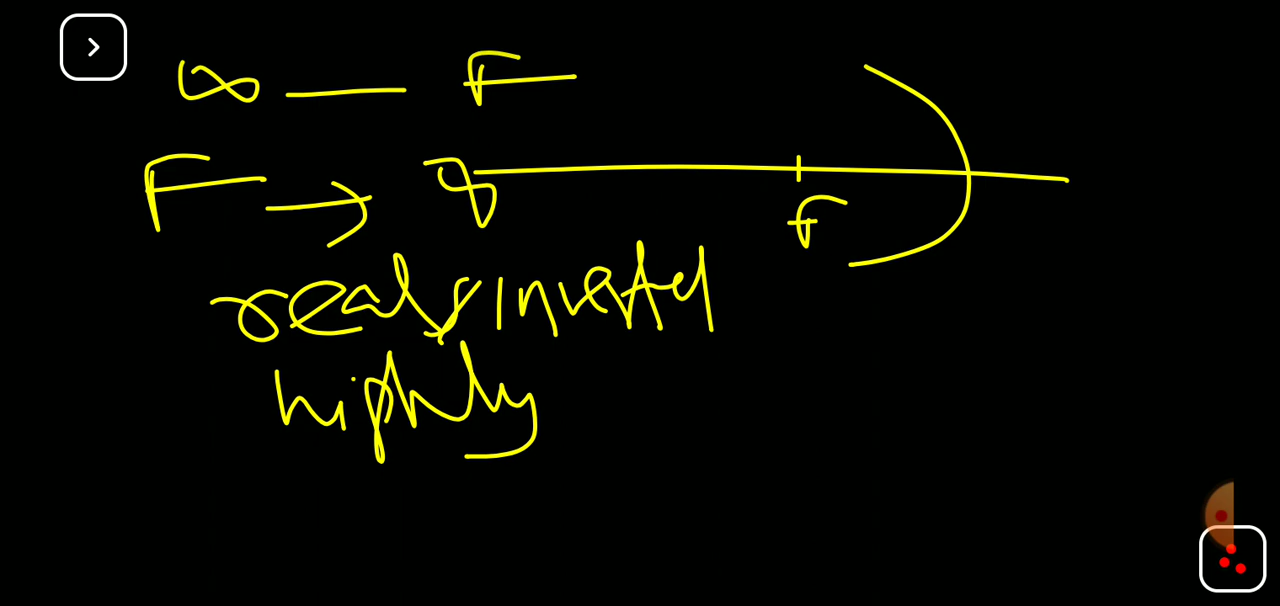 ∞ — F
F →
F
real, inverted
highly